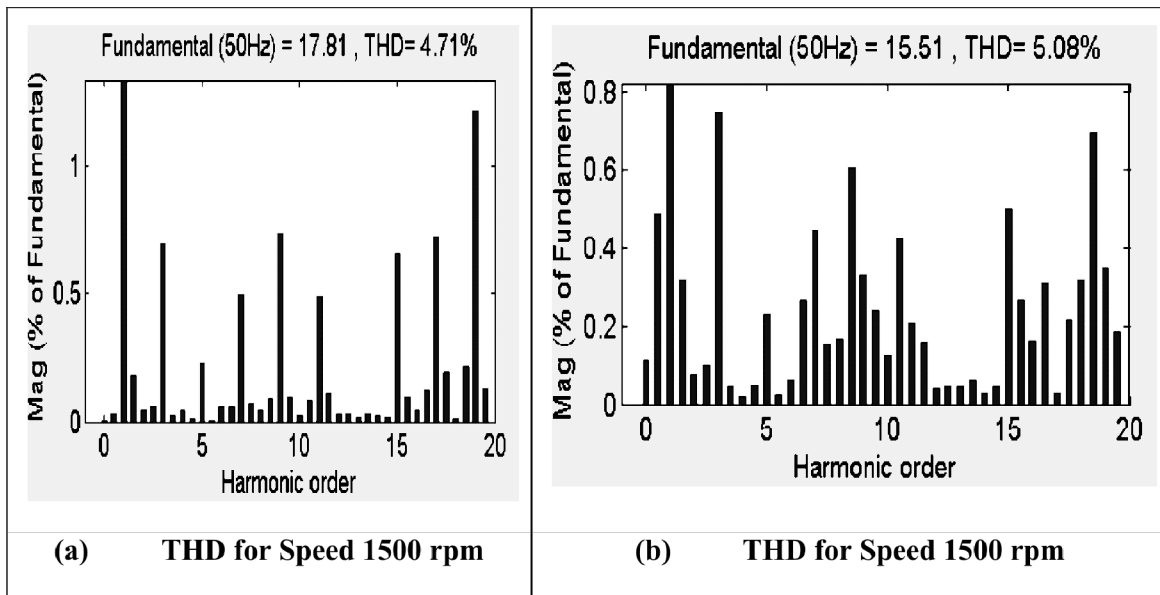 Fundamental (50Hz) = 17.81 , THD= 4.71%
Mag (% of Fundamental)
1
0.5
0
0 5 10 15 20
Harmonic order
(a) THD for Speed 1500 rpm
Fundamental (50Hz) = 15.51 , THD= 5.08%
Mag (% of Fundamental)
0.8
0.6
0.4
0.2
0
0 5 10 15 20
Harmonic order
(b) THD for Speed 1500 rpm